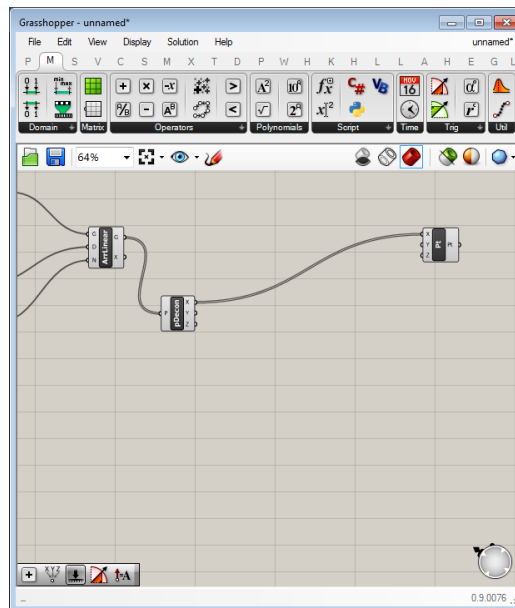 Grasshopper - unnamed*
File Edit View Display Solution Help unnamed*
P M S V C S M X T D P W H K H L L A H E G L
Domain Matrix Operators Polynomials Script Time Trig Util
64%
G D N ArrLinear G X
X Y Z Pt Pt
P pDecon X Y Z
0.9.0076